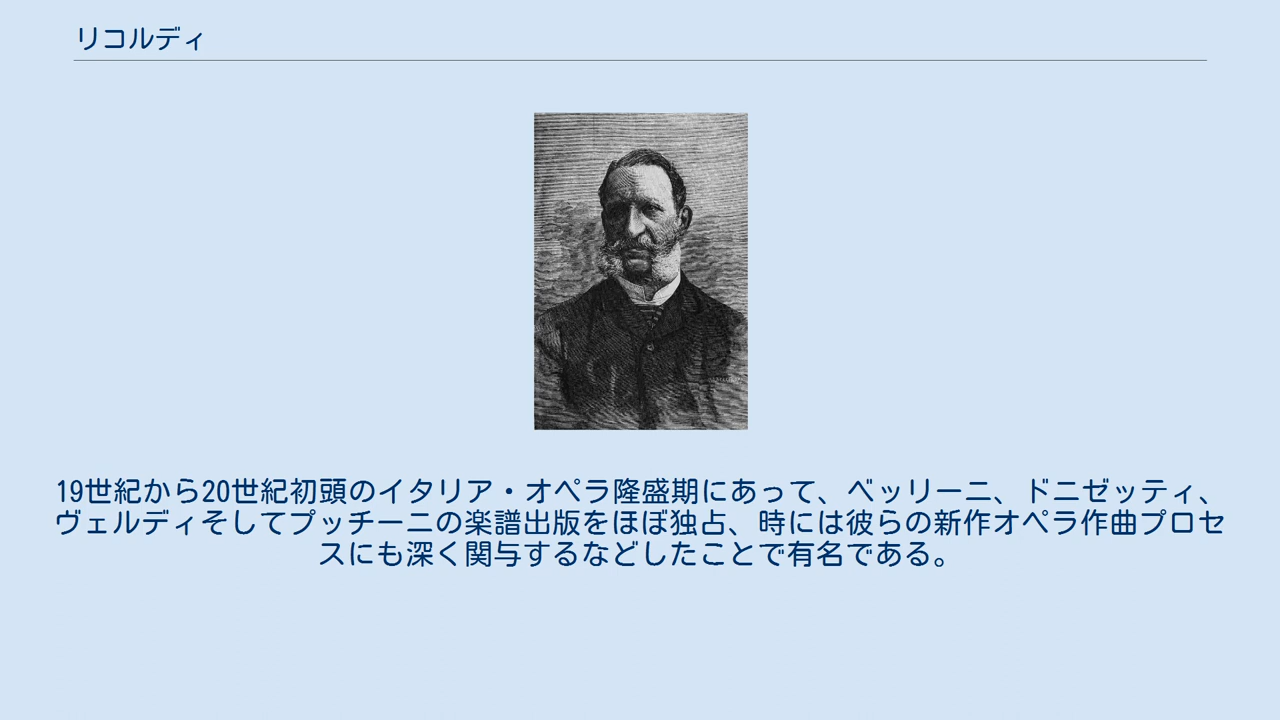 リコルディ
19世紀から20世紀初頭のイタリア・オペラ隆盛期にあって、ベッリーニ、ドニゼッティ、
ヴェルディそしてプッチーニの楽譜出版をほぼ独占、時には彼らの新作オペラ作曲プロセ
スにも深く関与するなどしたことで有名である。